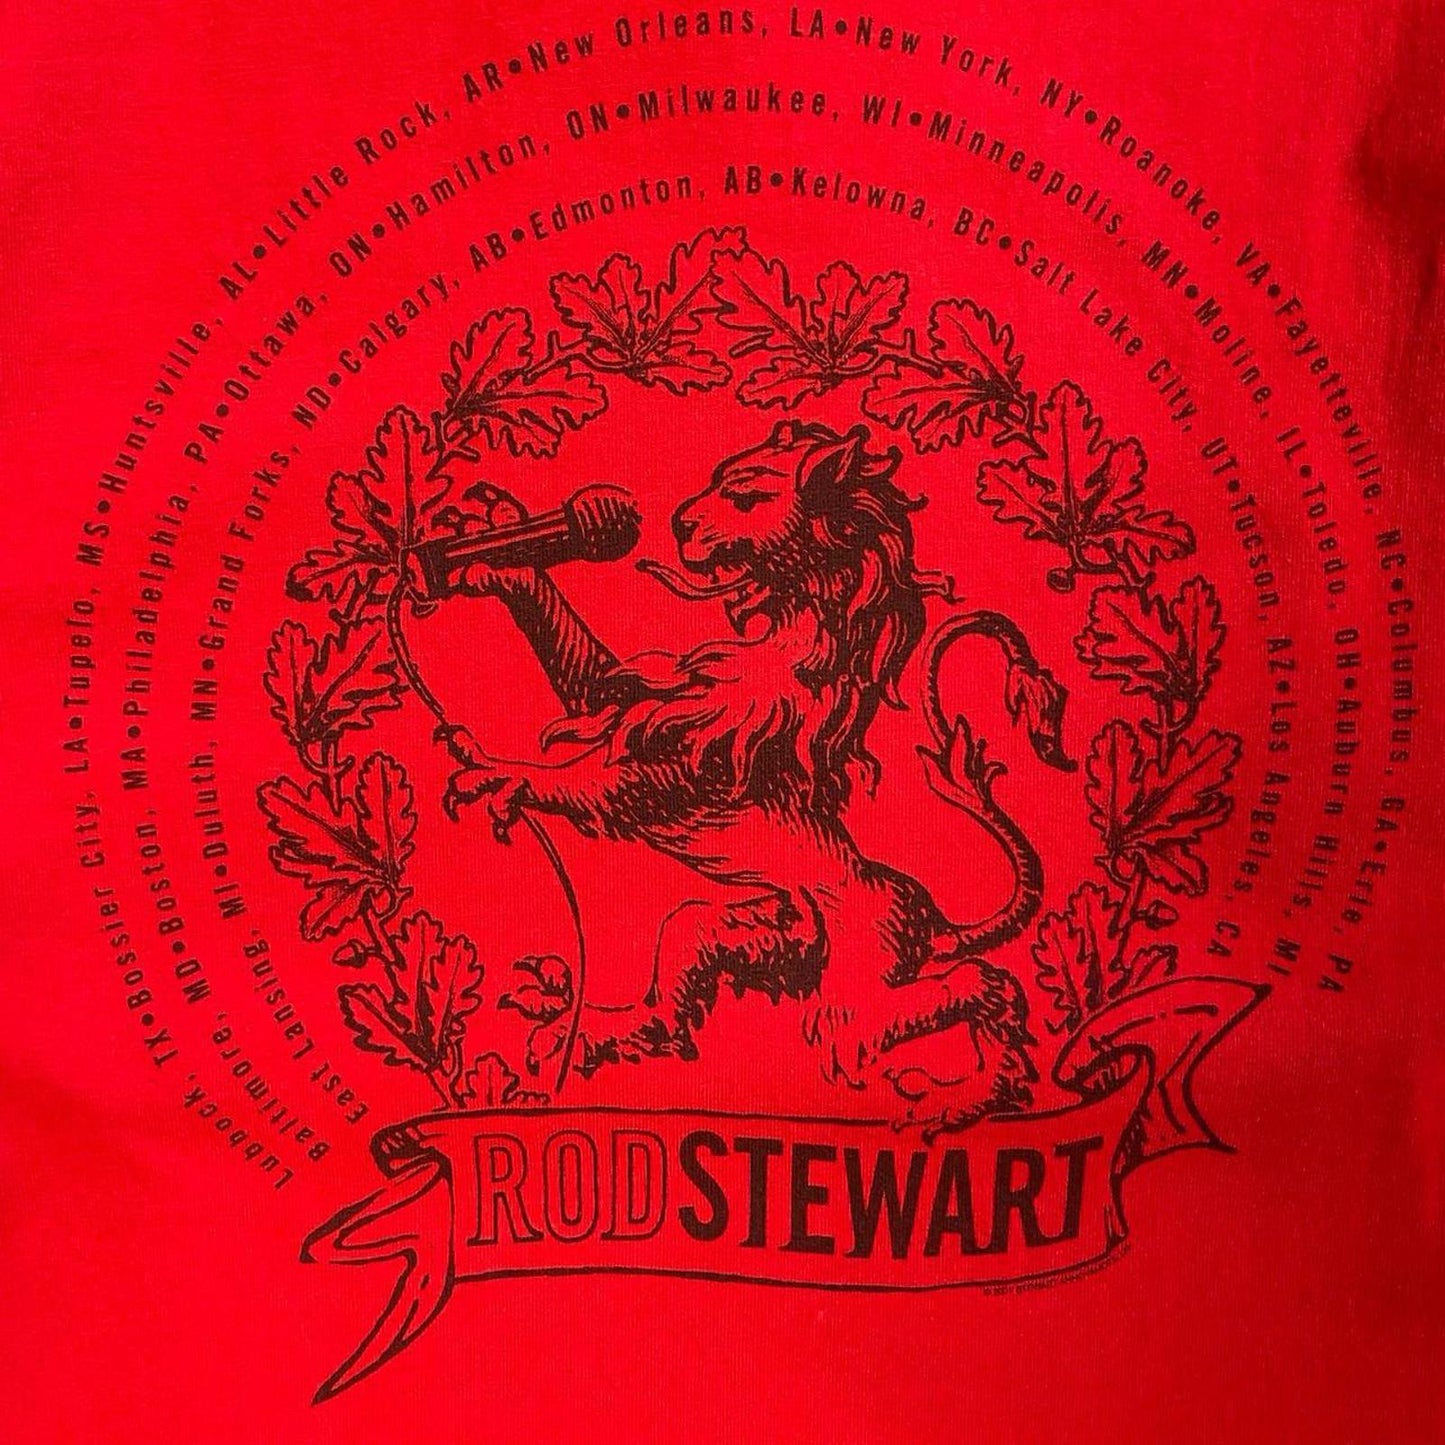 Lubbock, TX•Bossier City, LA•Tupelo, MS•Huntsville, AL•Little Rock, AR•New Orleans, LA•New York, NY•Roanoke, VA•Fayetteville, NC•Columbus, GA•Erie, PA
Baltimore, MD•Boston, MA•Philadelphia, PA•Ottawa, ON•Hamilton, ON•Milwaukee, WI•Minneapolis, MN•Moline, IL•Toledo, OH•Auburn Hills, MI
East Lansing, MI•Duluth, MN•Grand Forks, ND•Calgary, AB•Edmonton, AB•Kelowna, BC•Salt Lake City, UT•Tucson, AZ•Los Angeles, CA
RODSTEWART